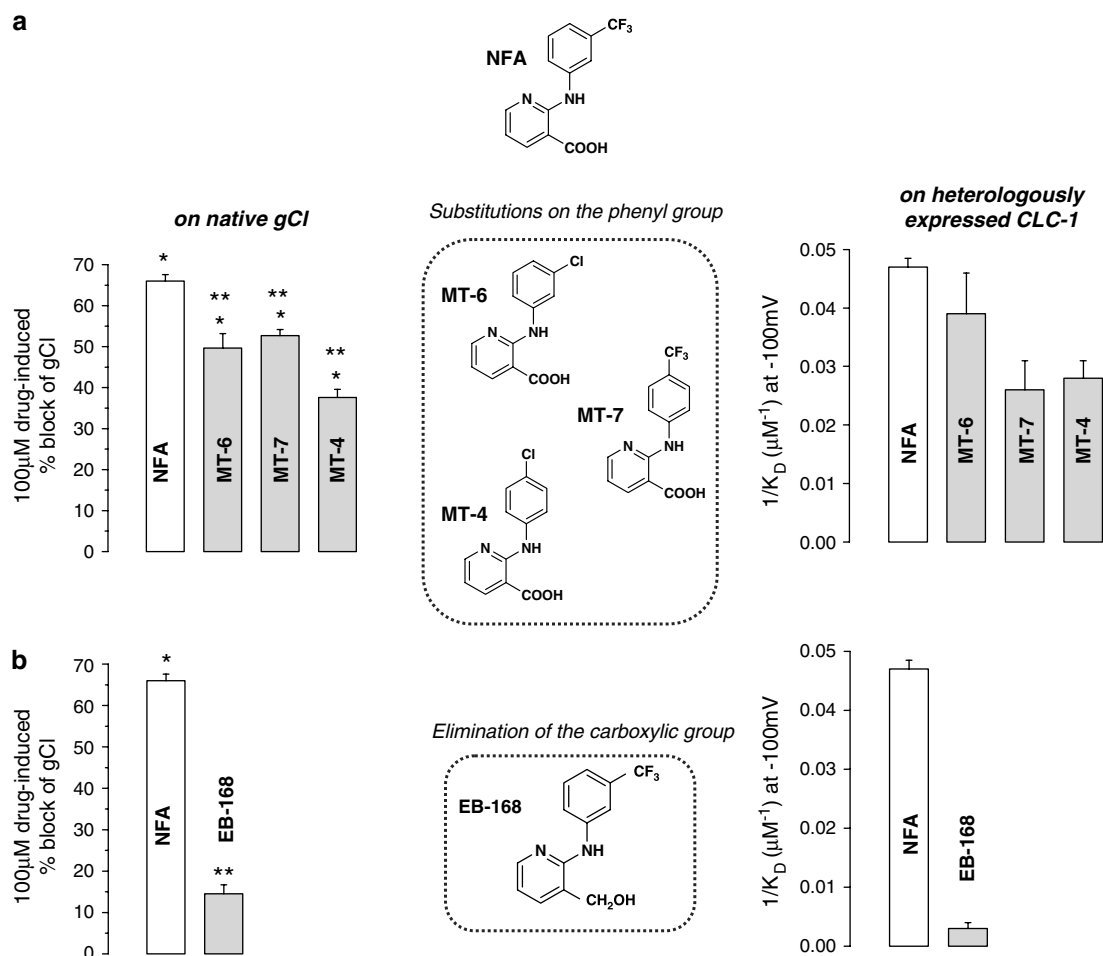 a
CF3
NFA
N
NH
COOH
on native gCl
Substitutions on the phenyl group
on heterologously
expressed CLC-1
100µM drug-induced
% block of gCl
70
60
50
40
30
20
10
0
*
**
*
**
*
**
*
NFA
MT-6
MT-7
MT-4
Cl
MT-6
N
NH
COOH
CF3
MT-7
N
NH
COOH
Cl
MT-4
N
NH
COOH
1/KD (µM-1) at -100mV
0.05
0.04
0.03
0.02
0.01
0.00
NFA
MT-6
MT-7
MT-4
b
100µM drug-induced
% block of gCl
70
60
50
40
30
20
10
0
*
NFA
EB-168
**
Elimination of the carboxylic group
CF3
EB-168
N
NH
CH2OH
1/KD (µM-1) at -100mV
0.05
0.04
0.03
0.02
0.01
0.00
NFA
EB-168